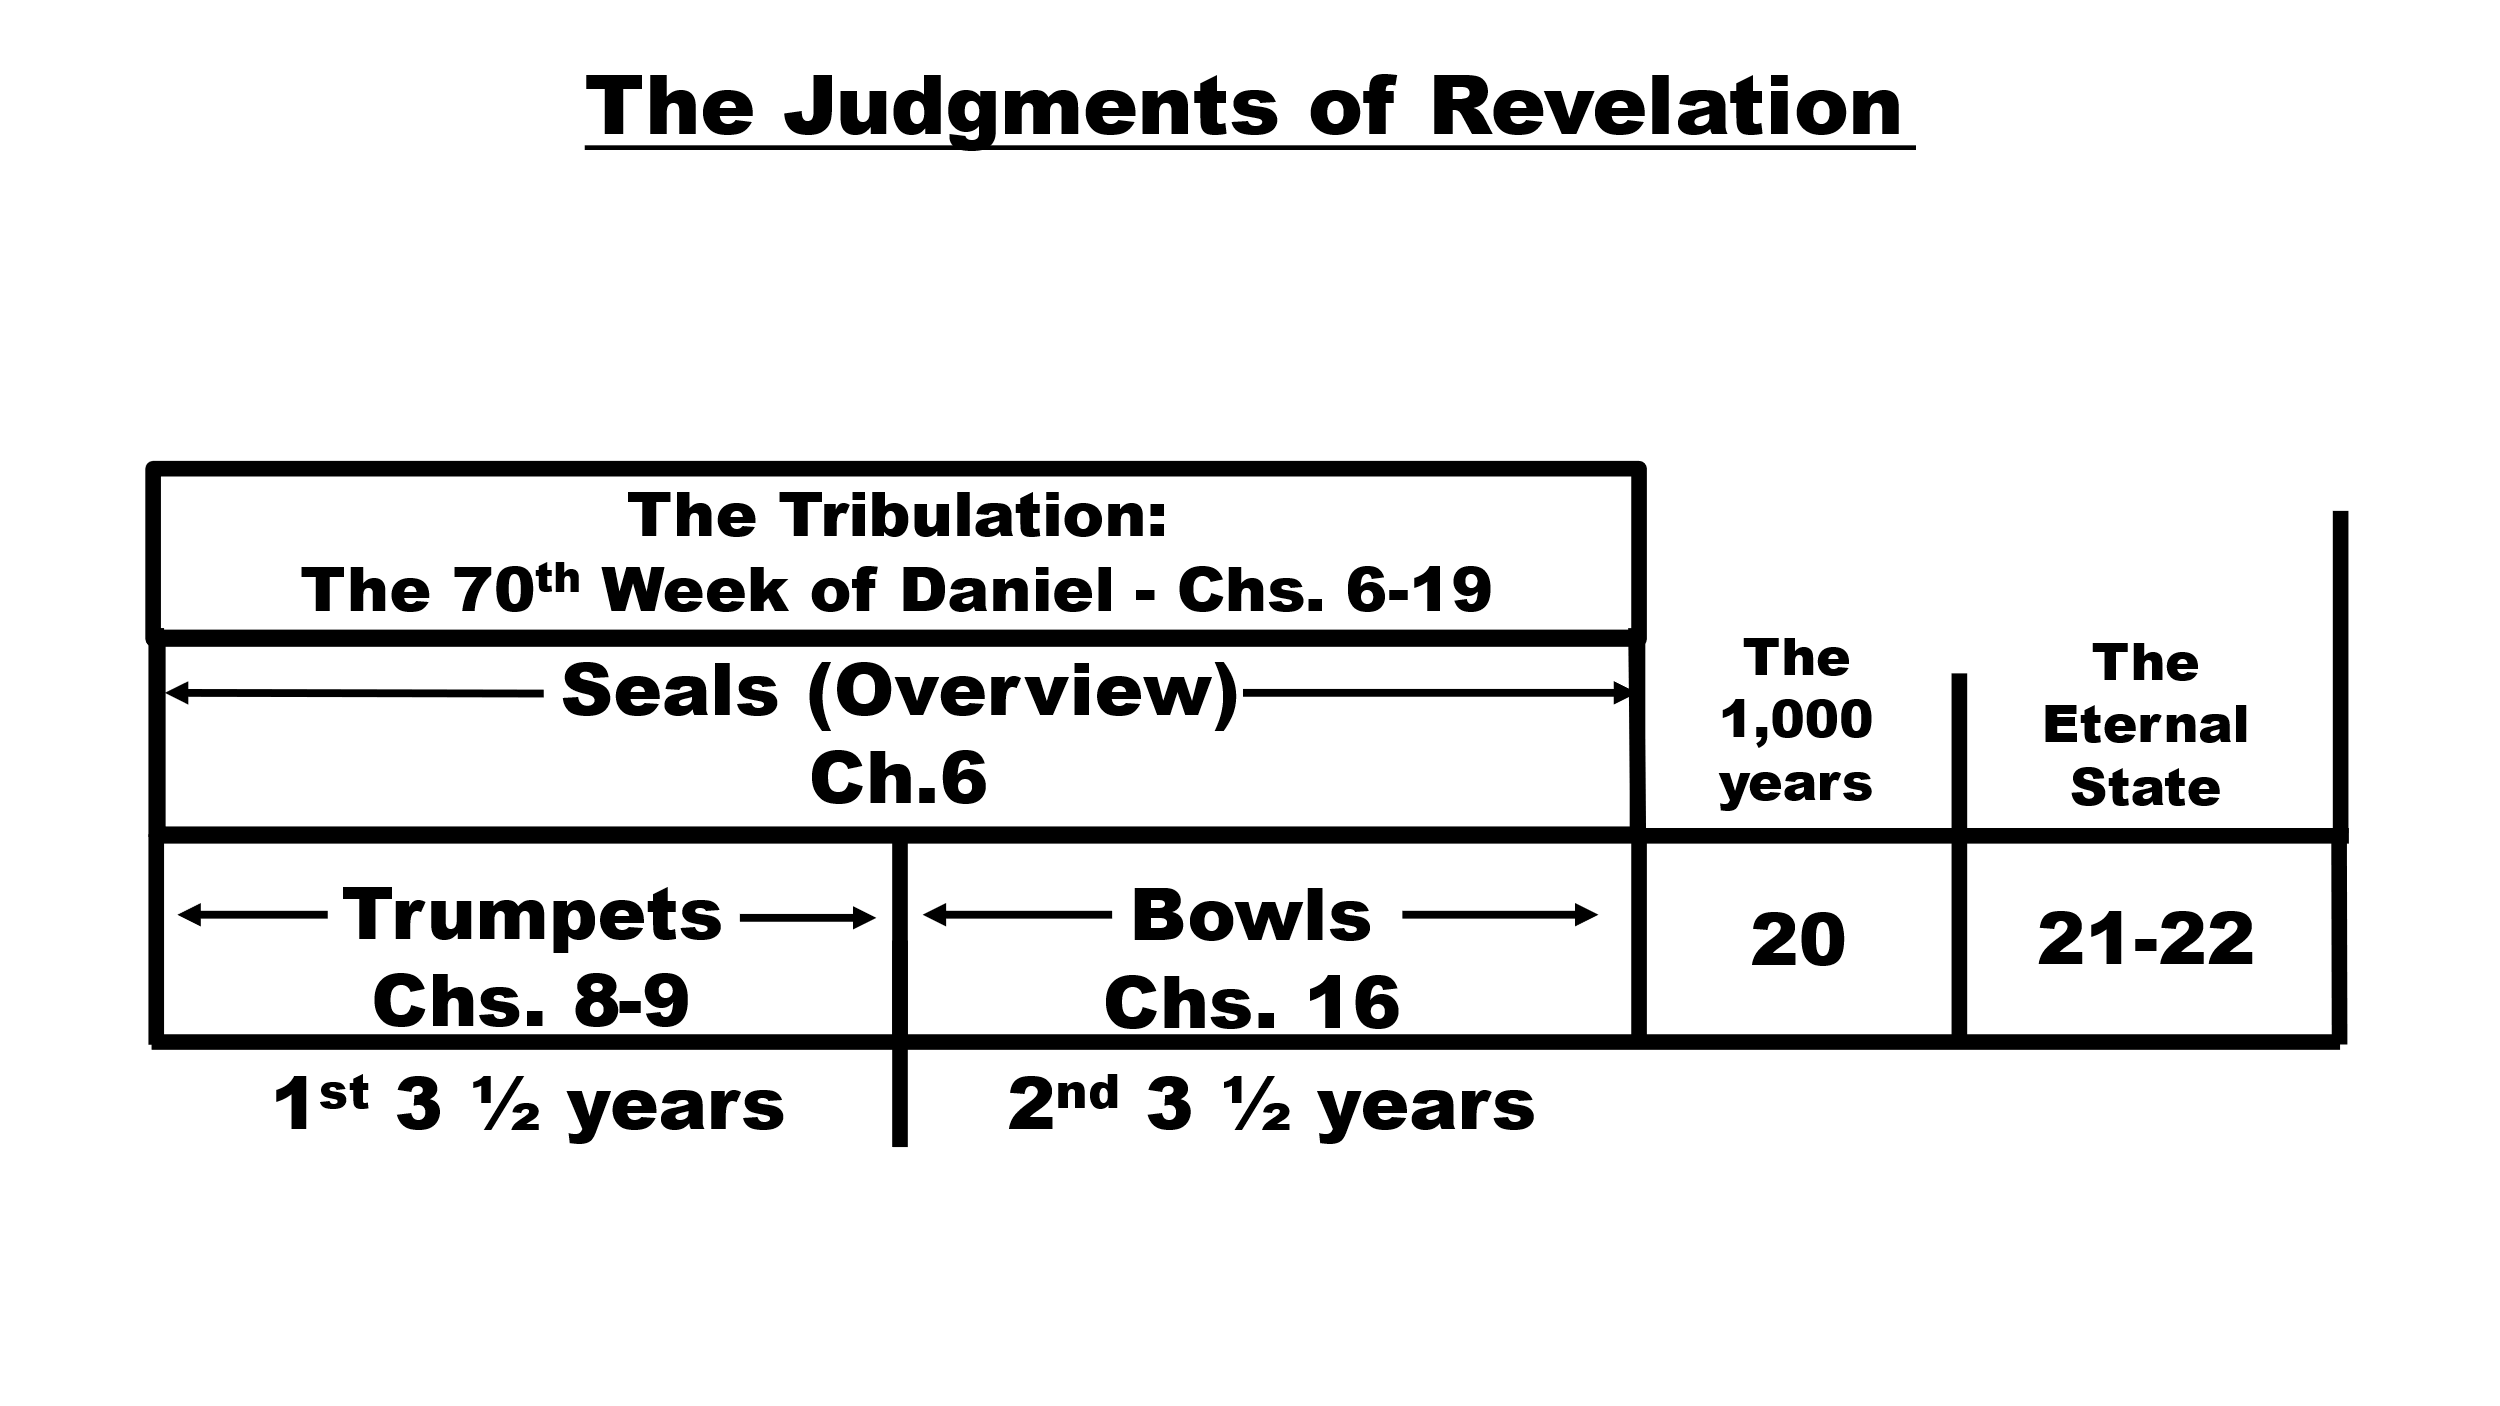 The Judgments of Revelation
The Tribulation:
The 70th Week of Daniel - Chs. 6-19
Seals (Overview)
Ch.6
The
1,000
years
The
Eternal
State
Trumpets
Chs. 8-9
Bowls
Chs. 16
20
21-22
1st 3 ½ years
2nd 3 ½ years